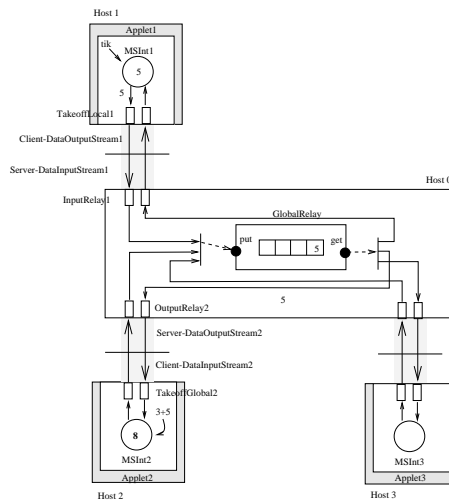 Host 1
Applet1
tik
MSInt1
5
5
TakeoffLocal1
Client-DataOutputStream1
Server-DataInputStream1
Host 0
InputRelay1
GlobalRelay
put
get
5
5
OutputRelay2
Server-DataOutputStream2
Client-DataInputStream2
TakeoffGlobal2
3+5
8
MSInt2
MSInt3
Applet2
Applet3
Host 2
Host 3